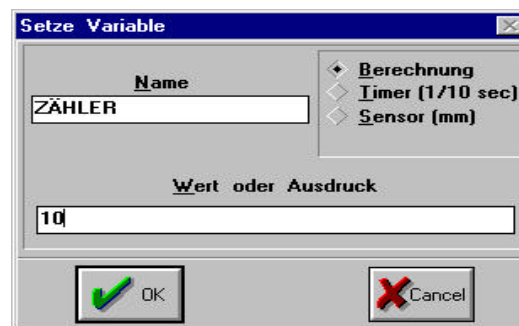 Setze Variable
Name
ZÄHLER
Berechnung
Timer (1/10 sec)
Sensor (mm)
Wert oder Ausdruck
10
OK
Cancel